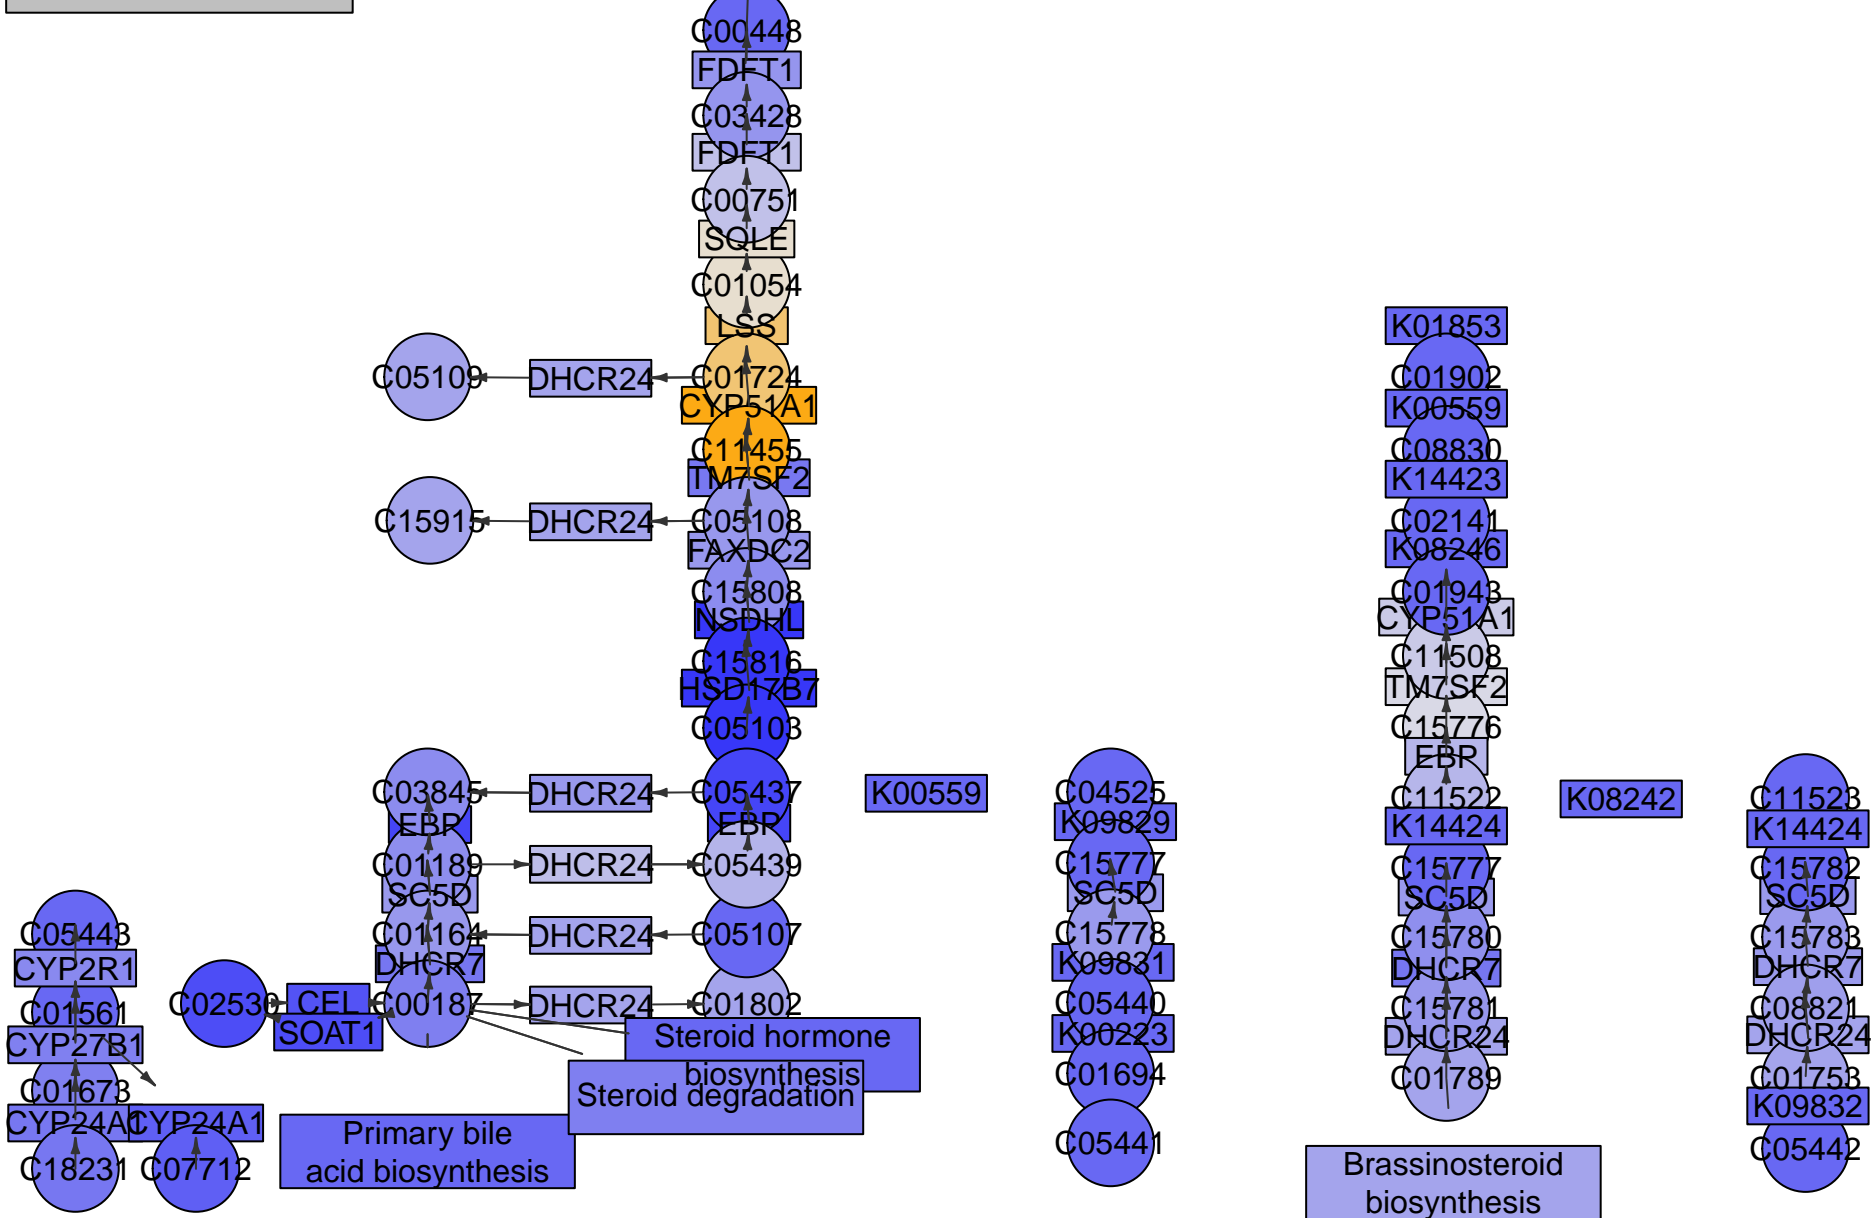 C00448
FDFT1
C03428
FDFT1
C00751
SQLE
C01054
LSS
C05109
DHCR24
C01724
CYP51A1
C11455
TM7SF2
C15915
DHCR24
C05108
FAXDC2
C15808
NSDHL
C15816
HSD17B7
C05103
C03845
DHCR24
C05437
EBP
EBP
C01189
DHCR24
C05439
SC5D
C01164
DHCR24
C05107
DHCR7
C02530
CEL
SOAT1
C00187
DHCR24
C01802
C05443
CYP2R1
C01561
CYP27B1
C01673
CYP24A1
CYP24A1
C18231
C07712
Steroid hormone
biosynthesis
Steroid degradation
Primary bile
acid biosynthesis
K00559
C04525
K09829
C15777
SC5D
C15778
K09831
C05440
K00223
C01694
C05441
K01853
C01902
K00559
C08830
K14423
C02141
K08246
C01943
CYP51A1
C11508
TM7SF2
C15776
EBP
C11522
K14424
C15777
SC5D
C15780
DHCR7
C15781
DHCR24
C01789
Brassinosteroid
biosynthesis
K08242
C11523
K14424
C15782
SC5D
C15783
DHCR7
C08821
DHCR24
C01753
K09832
C05442